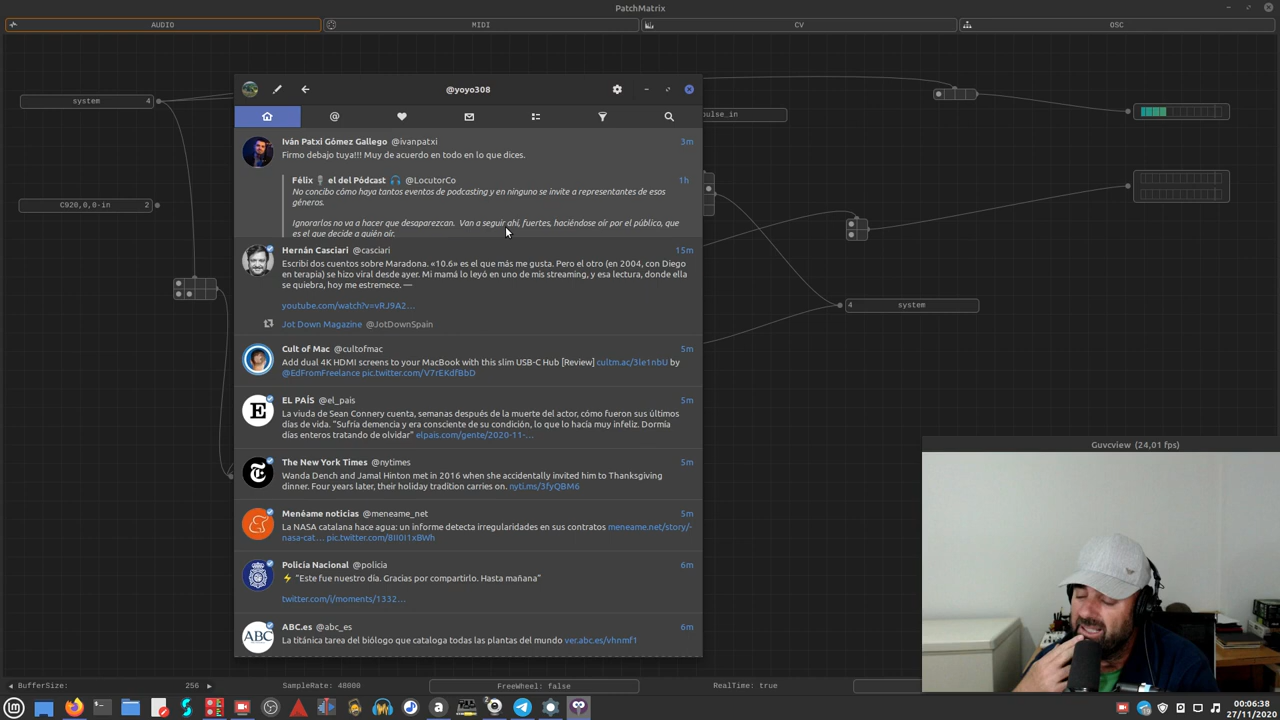 PatchMatrix
AUDIO
MIDI
CV
OSC
system 4
C920,0,0-in 2
pulse_in
4 system
@yoyo308
Iván Patxi Gómez Gallego @ivanpatxi 3m
Firmo debajo tuya!!! Muy de acuerdo en todo en lo que dices.
Félix el del Pódcast @LocutorCo 1h
No concibo cómo haya tantos eventos de podcasting y en ninguno se invite a representantes de esos
géneros.
Ignorarlos no va a hacer que desaparezcan. Van a seguir ahí, fuertes, haciéndose oír por el público, que
es el que decide a quién oír.
Hernán Casciari @casciari 15m
Escribí dos cuentos sobre Maradona. «10.6» es el que más me gusta. Pero el otro (en 2004, con Diego
en terapia) se hizo viral desde ayer. Mi mamá lo leyó en uno de mis streaming, y esa lectura, donde ella
se quiebra, hoy me estremece. —
youtube.com/watch?v=vRJ9A2...
Jot Down Magazine @JotDownSpain
Cult of Mac @cultofmac 5m
Add dual 4K HDMI screens to your MacBook with this slim USB-C Hub [Review] cultm.ac/3le1nbU by
@EdFromFreelance pic.twitter.com/V7rEKdfBbD
EL PAÍS @el_pais 5m
La viuda de Sean Connery cuenta, semanas después de la muerte del actor, cómo fueron sus últimos
días de vida. "Sufría demencia y era consciente de su condición, lo que lo hacía muy infeliz. Dormía
días enteros tratando de olvidar" elpais.com/gente/2020-11-...
The New York Times @nytimes 5m
Wanda Dench and Jamal Hinton met in 2016 when she accidentally invited him to Thanksgiving
dinner. Four years later, their holiday tradition carries on. nyti.ms/3fyQBM6
Menéame noticias @meneame_net 5m
La NASA catalana hace agua: un informe detecta irregularidades en sus contratos meneame.net/story/-
nasa-cat... pic.twitter.com/8II0I1xBWh
Policía Nacional @policia 6m
⚡ "Este fue nuestro día. Gracias por compartirlo. Hasta mañana"
twitter.com/i/moments/1332...
ABC.es @abc_es 6m
La titánica tarea del biólogo que cataloga todas las plantas del mundo ver.abc.es/vhnmf1
Guvcview (24,01 fps)
BufferSize: 256
SampleRate: 48000
FreeWheel: false
RealTime: true
00:06:38
27/11/2020